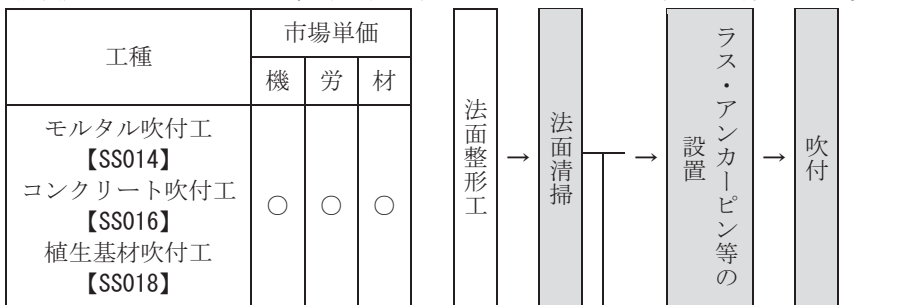 工種
市場単価
機 労 材
モルタル吹付工
【SS014】
コンクリート吹付工
【SS016】
植生基材吹付工
【SS018】
○ ○ ○
法面整形工
→
法面清掃
→
ラス・アンカーピン等の
設置
→
吹付